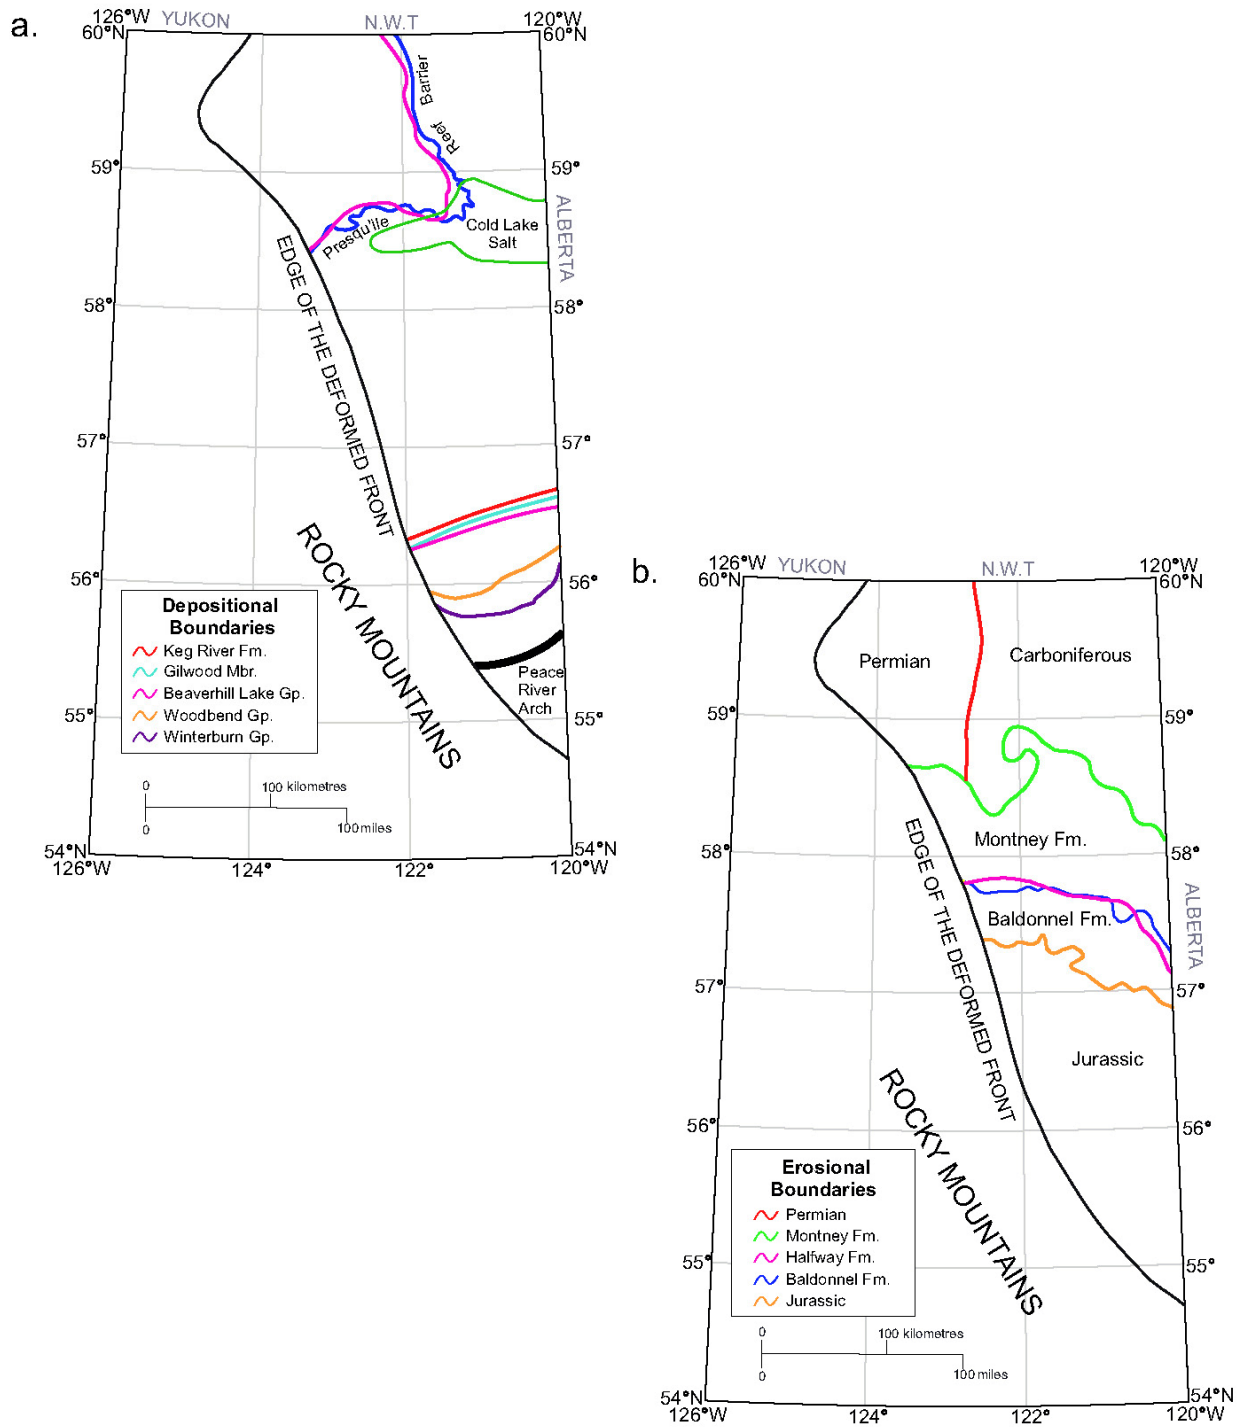 a.
126°W
YUKON
N.W.T
120°W
60°N
60°N
Barrier
Reef
59°
59°
ALBERTA
Presqu'ile
Cold Lake
Salt
EDGE OF THE DEFORMED FRONT
58°
58°
57°
57°
ROCKY MOUNTAINS
56°
56°
Depositional
Boundaries
Keg River Fm.
Gilwood Mbr.
Beaverhill Lake Gp.
Woodbend Gp.
Winterburn Gp.
Peace
River
Arch
55°
55°
0
100 kilometres
0
100 miles
54°N
54°N
126°W
124°
122°
120°W
b.
126°W
YUKON
N.W.T
120°W
60°N
60°N
Permian
Carboniferous
59°
59°
Montney Fm.
EDGE OF THE DEFORMED FRONT
58°
58°
ALBERTA
Baldonnel Fm.
57°
57°
Jurassic
ROCKY MOUNTAINS
56°
56°
Erosional
Boundaries
Permian
Montney Fm.
Halfway Fm.
Baldonnel Fm.
Jurassic
55°
55°
0
100 kilometres
0
100 miles
54°N
54°N
126°W
124°
122°
120°W